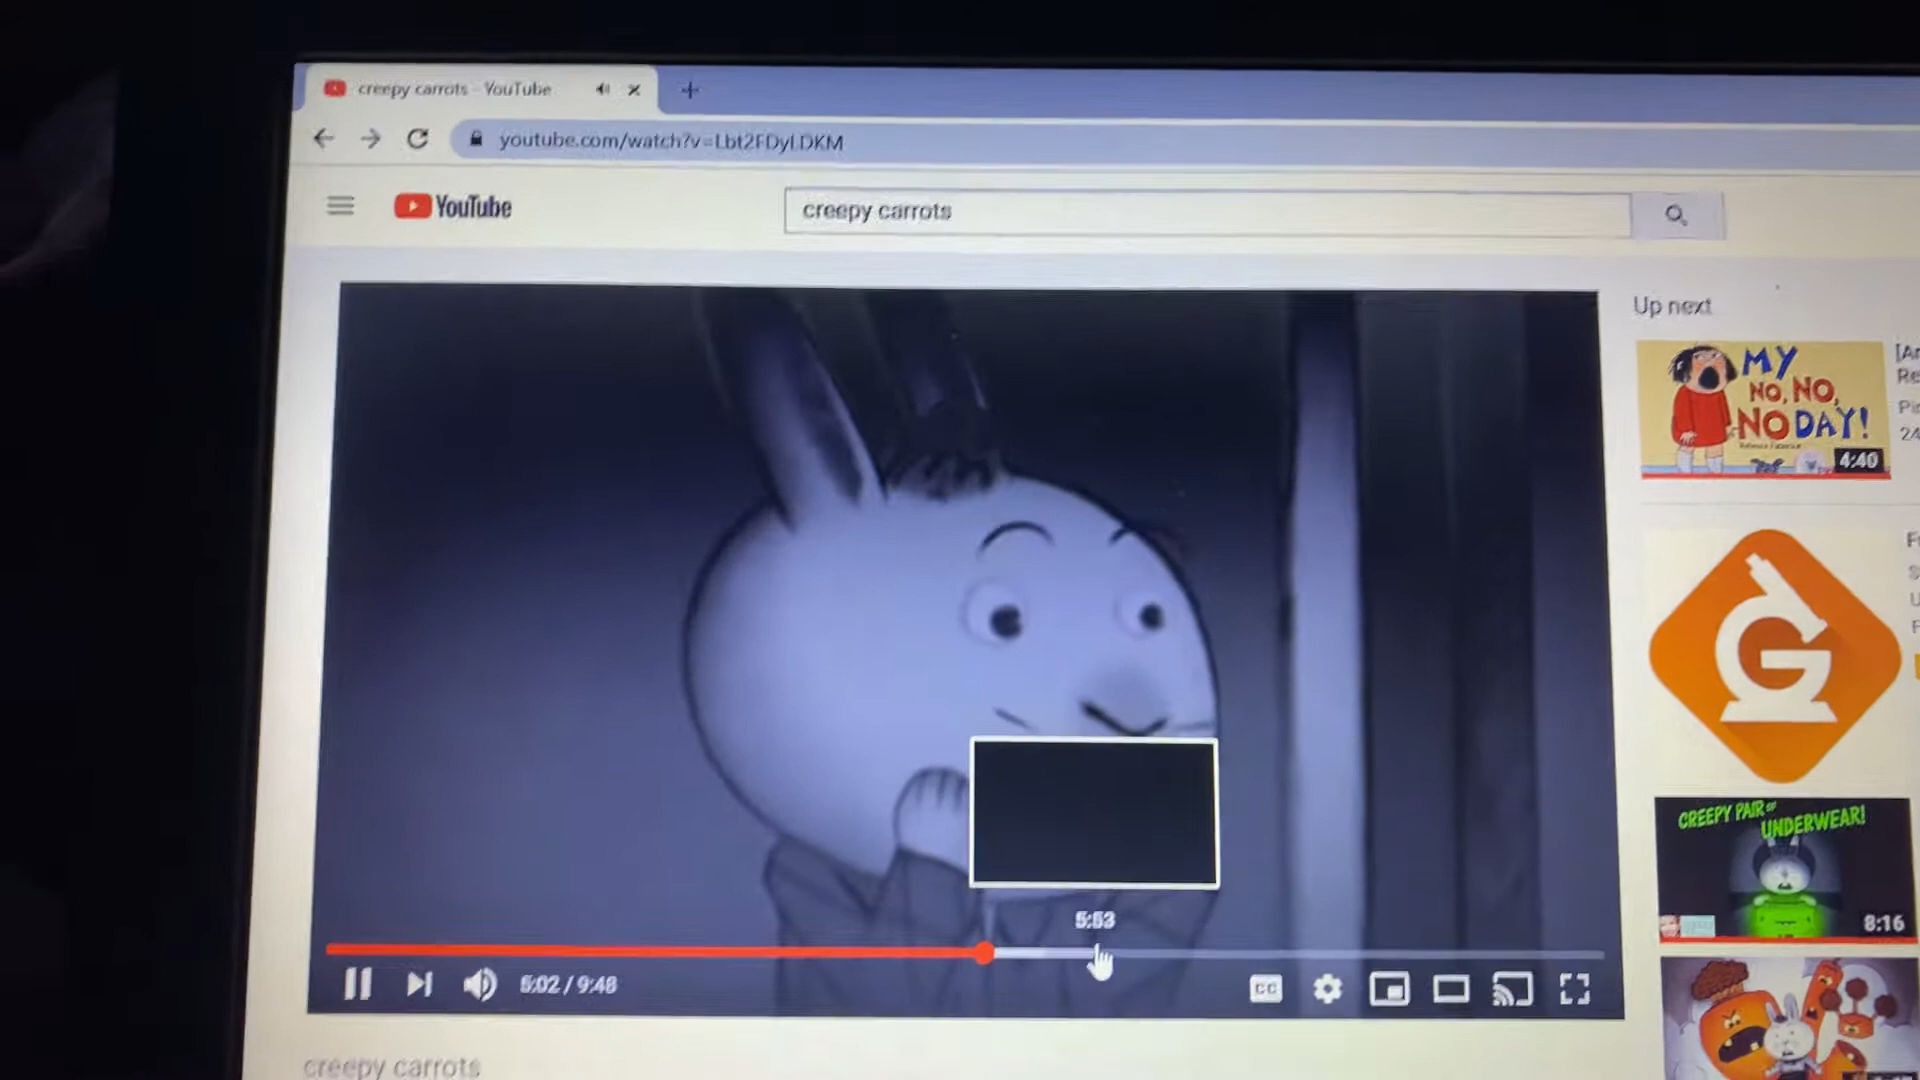 creepy carrots - YouTube
youtube.com/watch?v=Lbt2FDyLDKM
YouTube
creepy carrots
Up next
MY
NO, NO,
NO DAY!
4:40
24
G
CREEPY PAIR OF
UNDERWEAR!
8:16
5:53
5:02 / 9:48
CC
creepy carrots